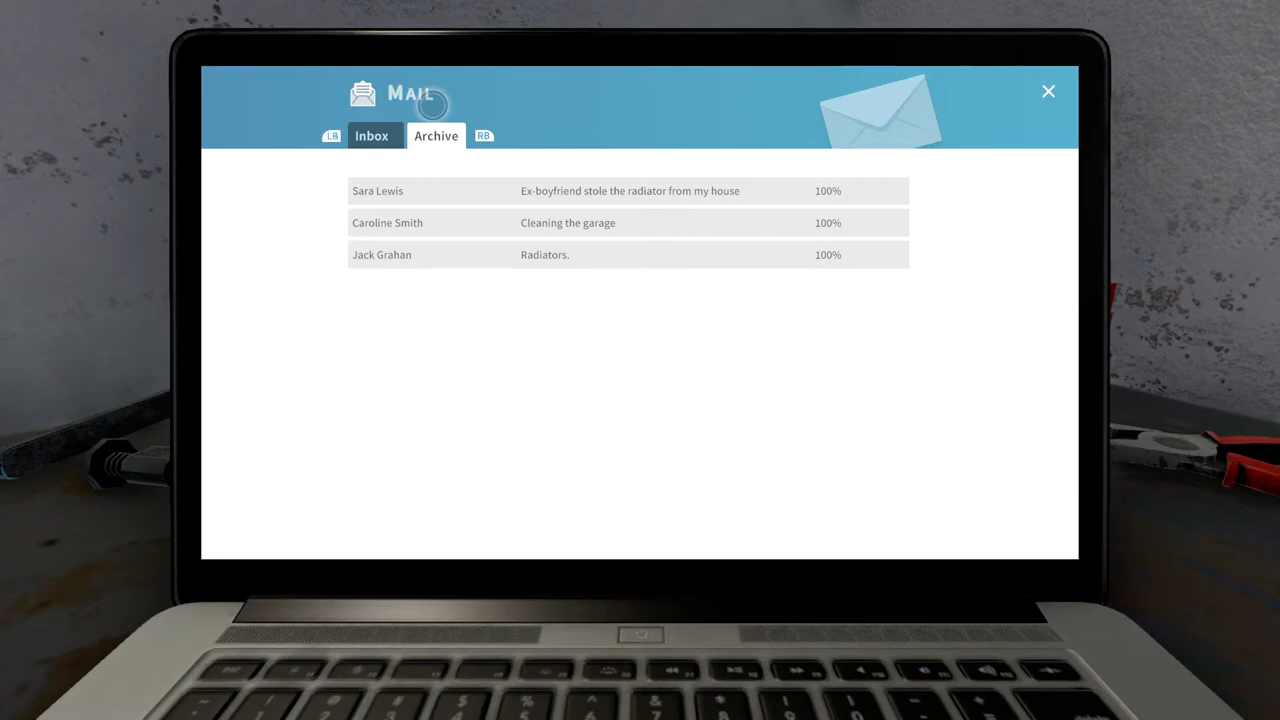 MAIL
LB Inbox Archive RB
Sara Lewis Ex-boyfriend stole the radiator from my house 100%
Caroline Smith Cleaning the garage 100%
Jack Grahan Radiators. 100%